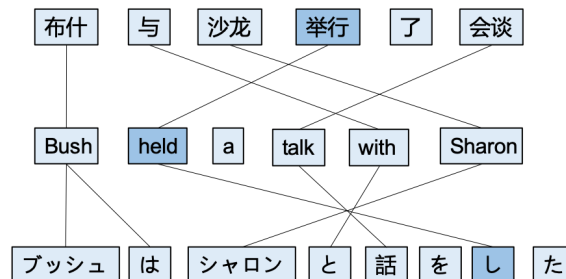 布什 与 沙龙 举行 了 会谈
Bush held a talk with Sharon
ブッシュ は シャロン と 話 を し た